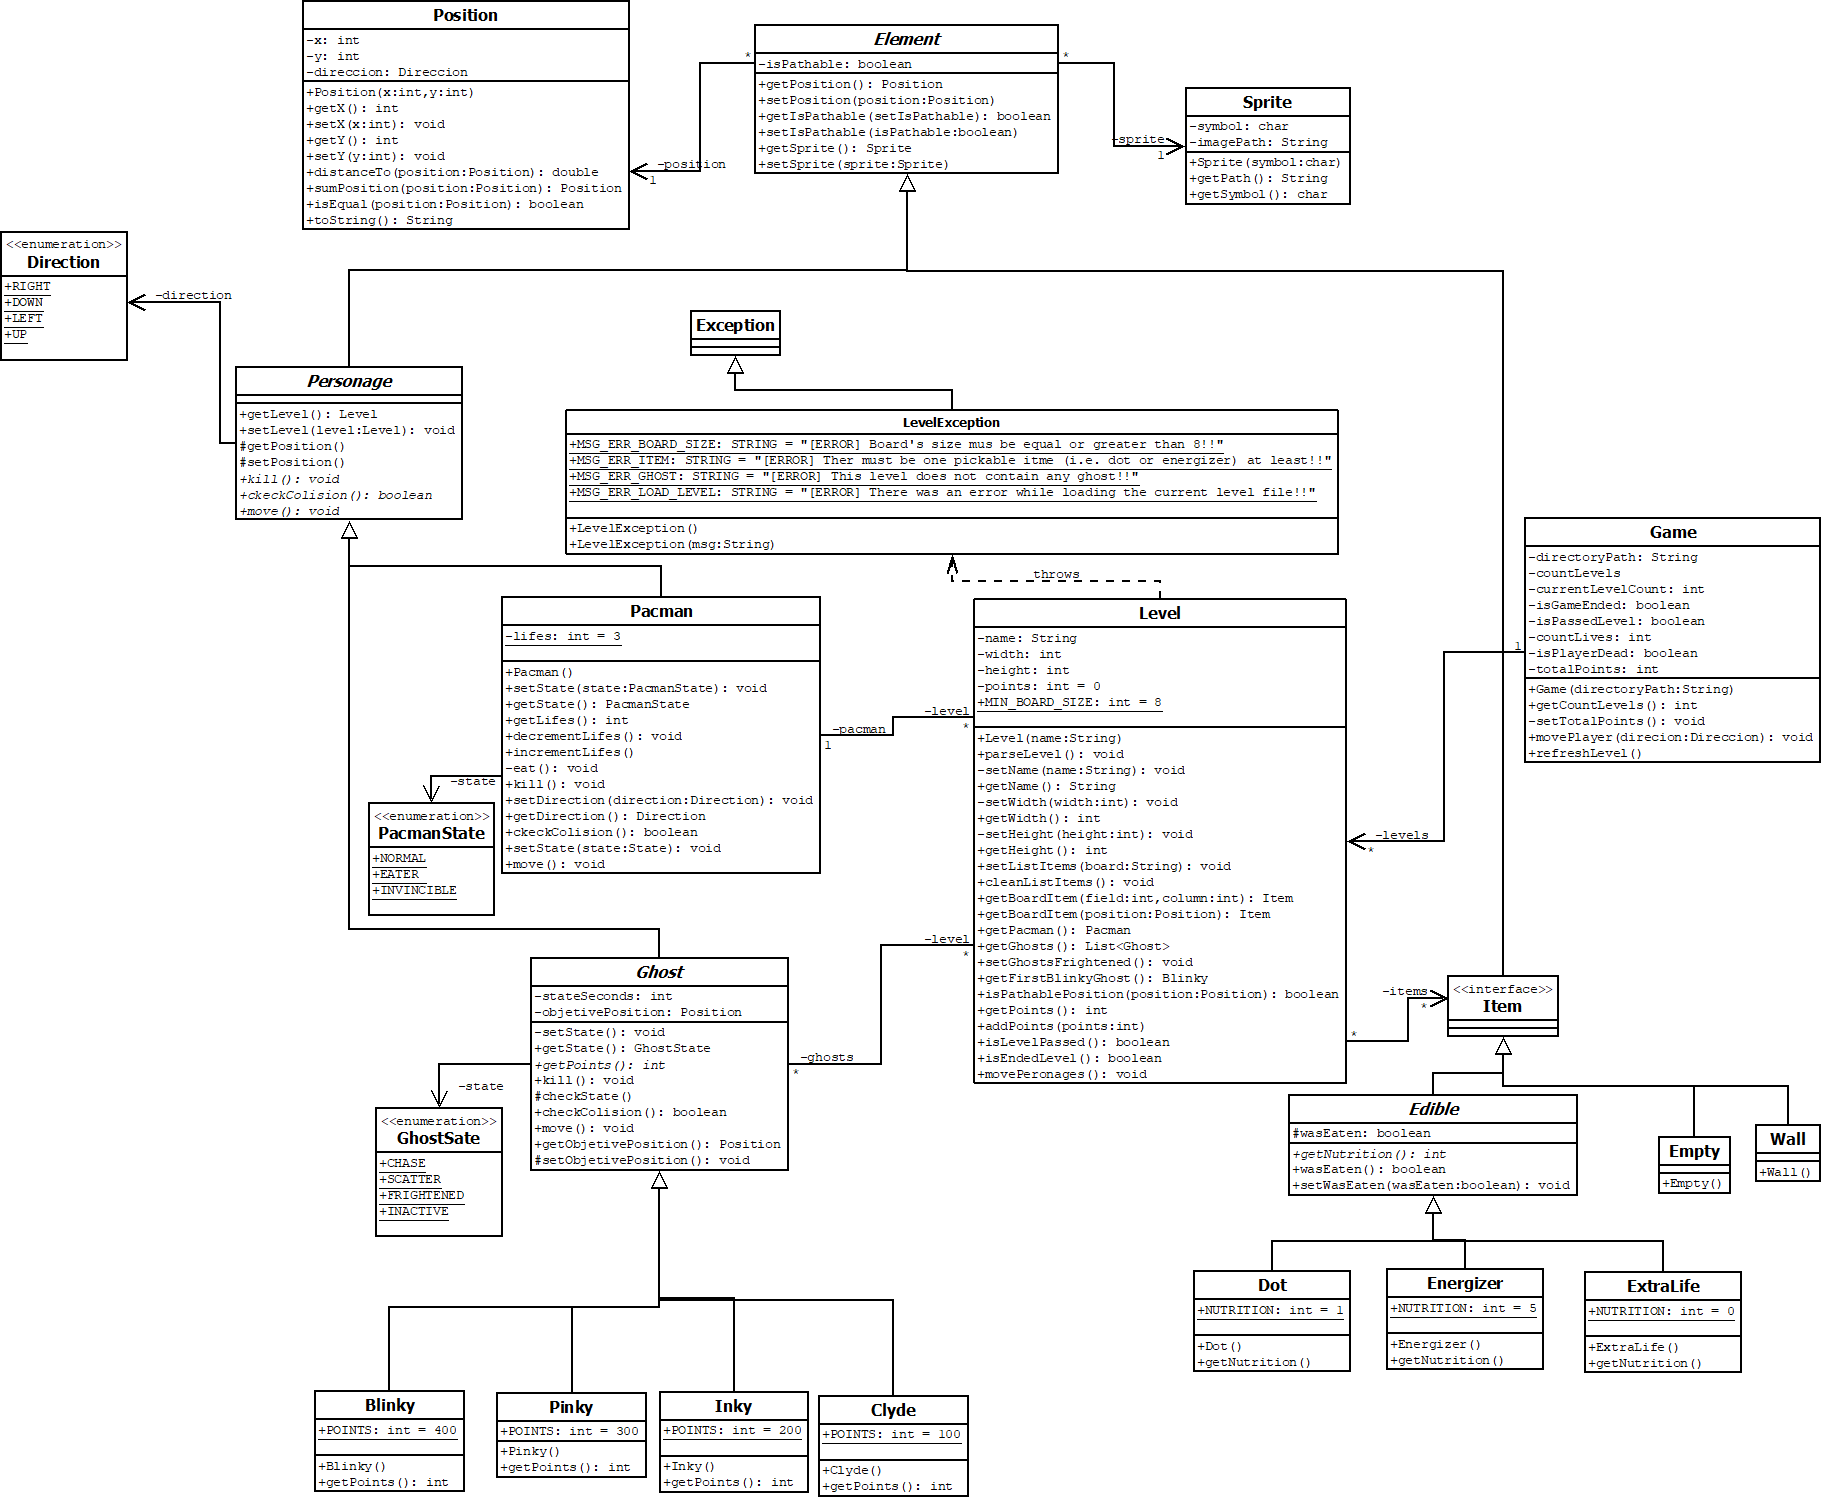 Position
-x: int
-y: int
-direccion: Direccion
+Position(x:int,y:int)
+getX(): int
+setX(x:int): void
+getY(): int
+setY(y:int): void
+distanceTo(position:Position): double
+sumPosition(position:Position): Position
+isEqual(position:Position): boolean
+toString(): String
Element
-isPathable: boolean
+getPosition(): Position
+setPosition(position:Position)
+getIsPathable(setIsPathable): boolean
+setIsPathable(isPathable:boolean)
+getSprite(): Sprite
+setSprite(sprite:Sprite)
*
-position
1
*
-sprite
1
Sprite
-symbol: char
-imagePath: String
+Sprite(symbol:char)
+getPath(): String
+getSymbol(): char
<<enumeration>>
Direction
+RIGHT
+DOWN
+LEFT
+UP
-direction
Personage
+getLevel(): Level
+setLevel(level:Level): void
#getPosition()
#setPosition()
+kill(): void
+ckeckColision(): boolean
+move(): void
Exception
LevelException
+MSG_ERR_BOARD_SIZE: STRING = "[ERROR] Board's size mus be equal or greater than 8!!"
+MSG_ERR_ITEM: STRING = "[ERROR] Ther must be one pickable itme (i.e. dot or energizer) at least!!"
+MSG_ERR_GHOST: STRING = "[ERROR] This level does not contain any ghost!!"
+MSG_ERR_LOAD_LEVEL: STRING = "[ERROR] There was an error while loading the current level file!!"
+LevelException()
+LevelException(msg:String)
throws
Game
-directoryPath: String
-countLevels
-currentLevelCount: int
-isGameEnded: boolean
-isPassedLevel: boolean
-countLives: int
-isPlayerDead: boolean
-totalPoints: int
+Game(directoryPath:String)
+getCountLevels(): int
-setTotalPoints(): void
+movePlayer(direcion:Direccion): void
+refreshLevel()
1
-levels
*
Pacman
-lifes: int = 3
+Pacman()
+setState(state:PacmanState): void
+getState(): PacmanState
+getLifes(): int
+decrementLifes(): void
+incrementLifes()
-eat(): void
+kill(): void
+setDirection(direction:Direction): void
+getDirection(): Direction
+ckeckColision(): boolean
+setState(state:State): void
+move(): void
-level
*
-pacman
1
-state
<<enumeration>>
PacmanState
+NORMAL
+EATER
+INVINCIBLE
Level
-name: String
-width: int
-height: int
-points: int = 0
+MIN_BOARD_SIZE: int = 8
+Level(name:String)
+parseLevel(): void
-setName(name:String): void
+getName(): String
-setWidth(width:int): void
+getWidth(): int
-setHeight(height:int): void
+getHeight(): int
+setListItems(board:String): void
+cleanListItems(): void
+getBoardItem(field:int,column:int): Item
+getBoardItem(position:Position): Item
+getPacman(): Pacman
+getGhosts(): List<Ghost>
+setGhostsFrightened(): void
+getFirstBlinkyGhost(): Blinky
+isPathablePosition(position:Position): boolean
+getPoints(): int
+addPoints(points:int)
+isLevelPassed(): boolean
+isEndedLevel(): boolean
+movePeronages(): void
-level
*
-ghosts
*
-items
*
*
<<interface>>
Item
Ghost
-stateSeconds: int
-objetivePosition: Position
-setState(): void
+getState(): GhostState
+getPoints(): int
+kill(): void
#checkState()
+checkColision(): boolean
+move(): void
+getObjetivePosition(): Position
#setObjetivePosition(): void
-state
<<enumeration>>
GhostSate
+CHASE
+SCATTER
+FRIGHTENED
+INACTIVE
Edible
#wasEaten: boolean
+getNutrition(): int
+wasEaten(): boolean
+setWasEaten(wasEaten:boolean): void
Empty
+Empty()
Wall
+Wall()
Dot
+NUTRITION: int = 1
+Dot()
+getNutrition()
Energizer
+NUTRITION: int = 5
+Energizer()
+getNutrition()
ExtraLife
+NUTRITION: int = 0
+ExtraLife()
+getNutrition()
Blinky
+POINTS: int = 400
+Blinky()
+getPoints(): int
Pinky
+POINTS: int = 300
+Pinky()
+getPoints(): int
Inky
+POINTS: int = 200
+Inky()
+getPoints(): int
Clyde
+POINTS: int = 100
+Clyde()
+getPoints(): int